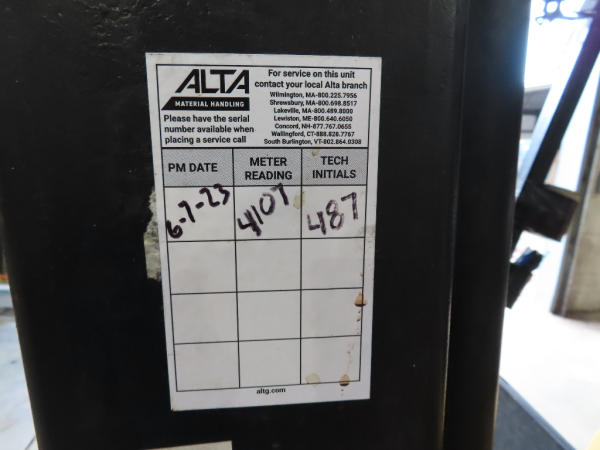 ALTA
MATERIAL HANDLING
Please have the serial
number available when
placing a service call
For service on this unit
contact your local Alta branch
Wilmington, MA-800.225.7956
Shrewsbury, MA-800.698.8517
Lakeville, MA-800.489.8000
Lewiston, ME-800.640.6050
Concord, NH-877.767.0655
Wallingford, CT-888.828.7767
South Burlington, VT-802.864.0308
PM DATE
METER
READING
TECH
INITIALS
6-7-23
4107
487
altg.com